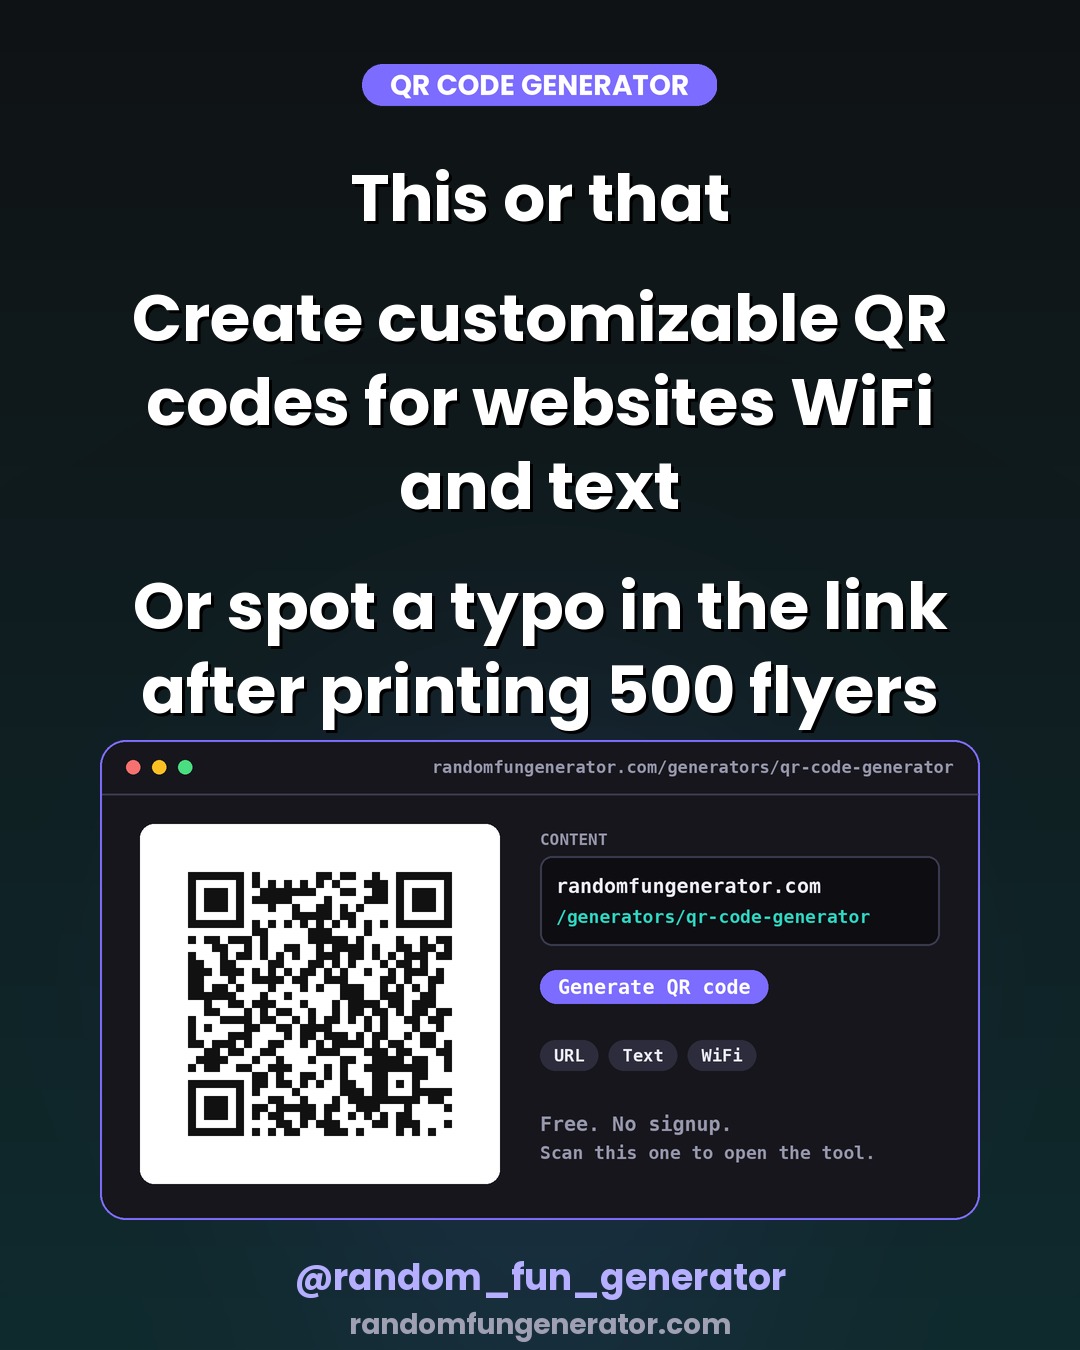 QR CODE GENERATOR
This or that
Create customizable QR
codes for websites WiFi
and text
Or spot a typo in the link
after printing 500 flyers
randomfungenerator.com/generators/qr-code-generator
CONTENT
randomfungenerator.com
/generators/qr-code-generator
Generate QR code
URL Text WiFi
Free. No signup.
Scan this one to open the tool.
@random_fun_generator
randomfungenerator.com